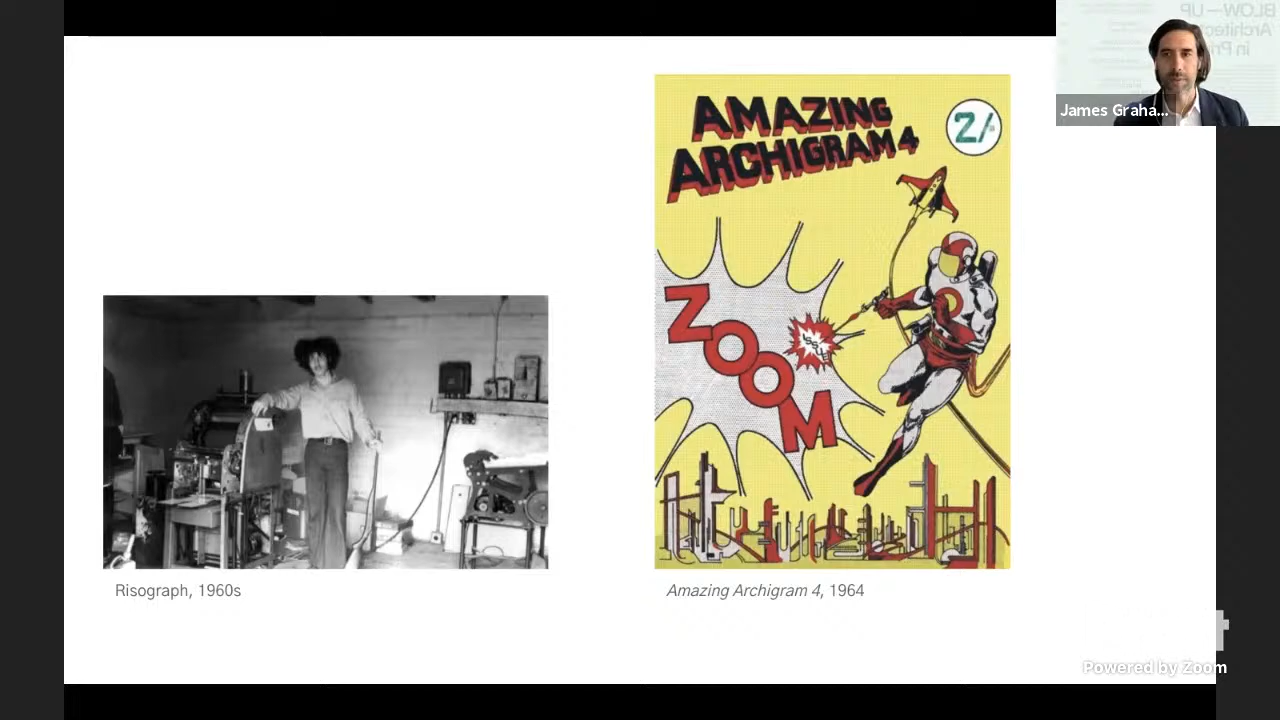 BLOW—UP
Architect
in Pr
James Graha...
AMAZING
ARCHIGRAM 4
2/-
ZOOM
ISSUE
Risograph, 1960s
Amazing Archigram 4, 1964
t
Powered by Zoom